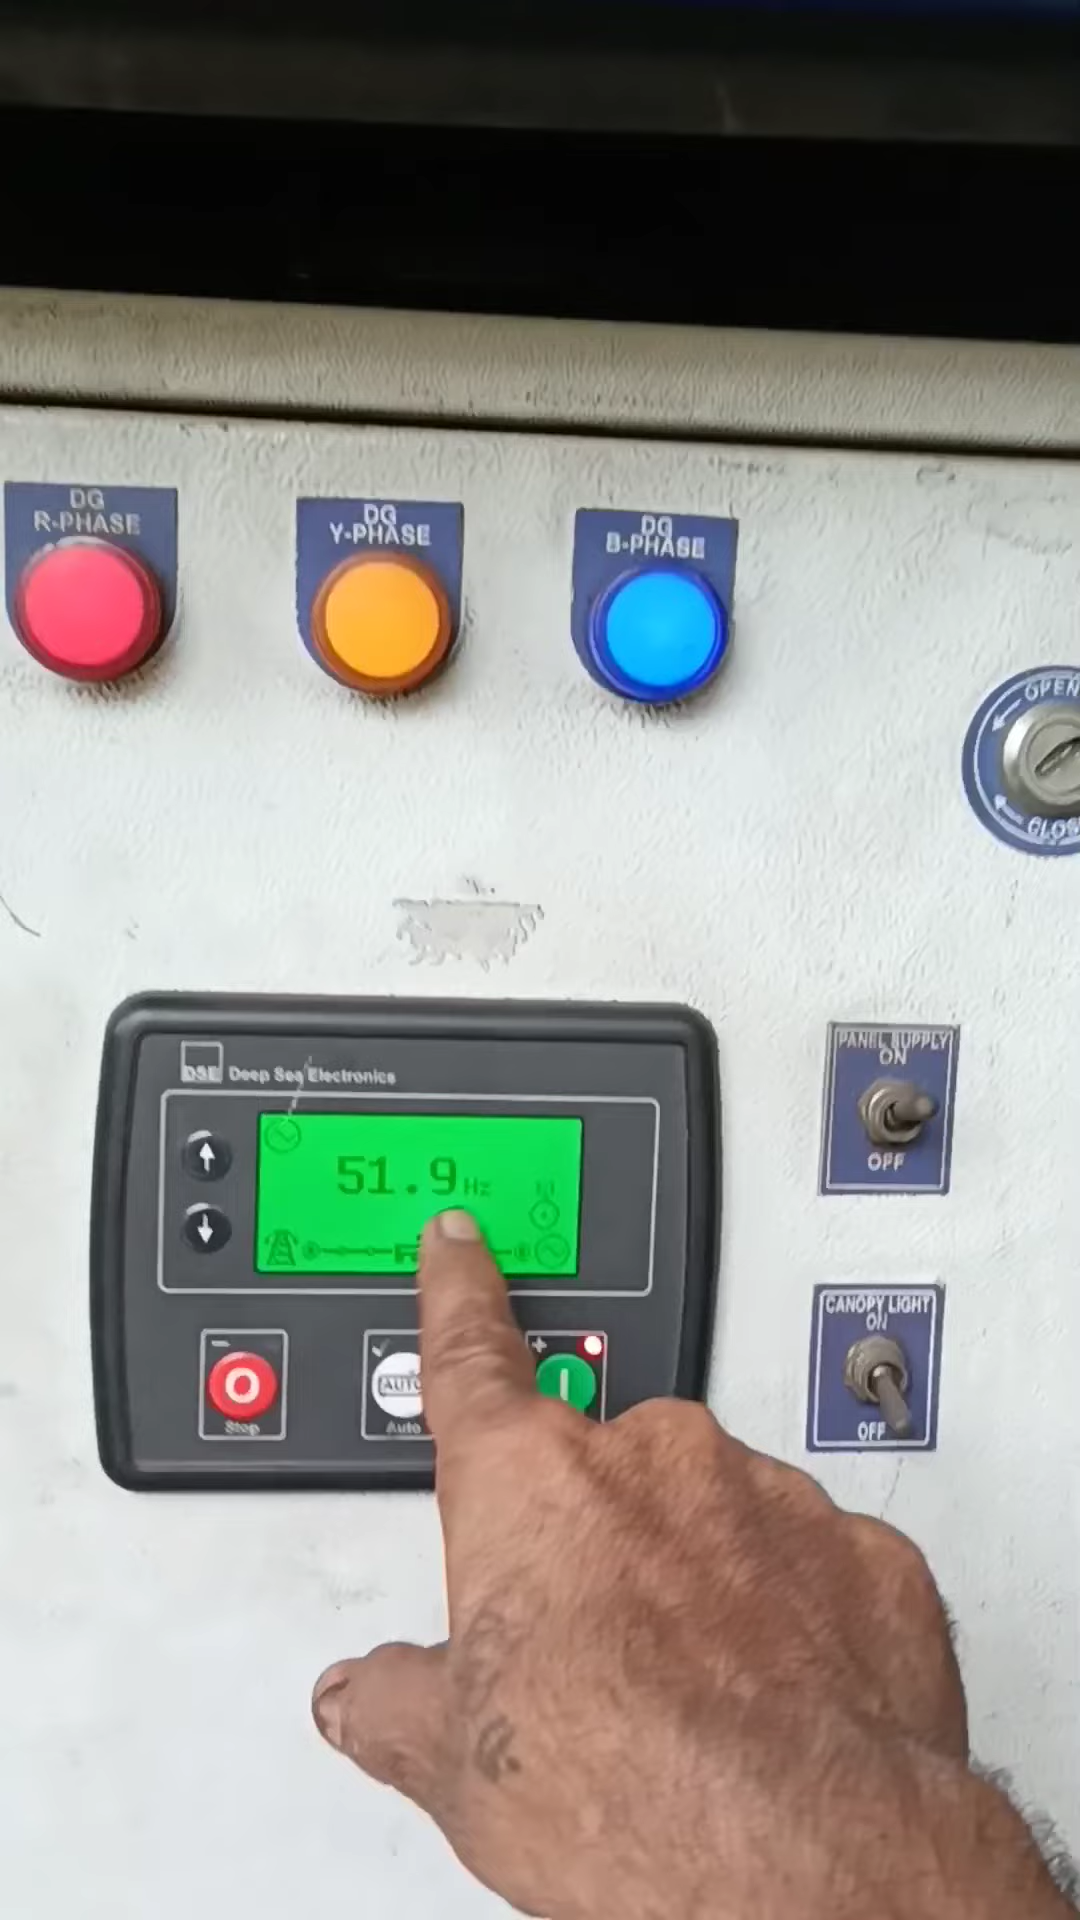 DG
R-PHASE
DG
Y-PHASE
DG
B-PHASE
OPEN
CLOSE
DSE Deep Sea Electronics
51.9 Hz
PANEL SUPPLY
ON
OFF
CANOPY LIGHT
ON
OFF
AUTO
Stop
Auto